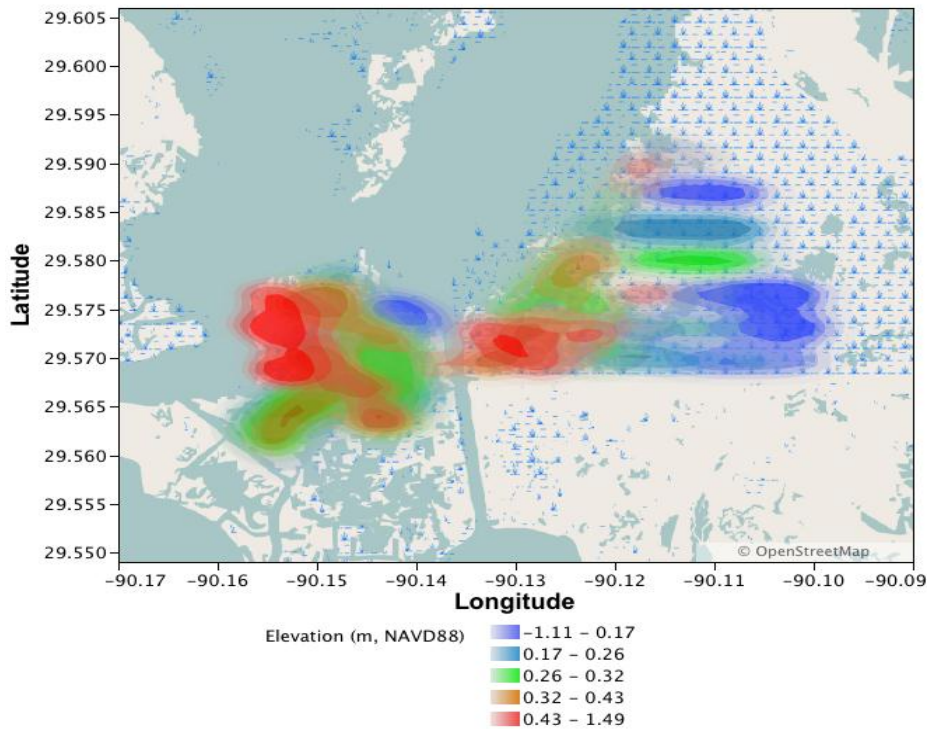 29.605
29.600
29.595
29.590
29.585
29.580
29.575
29.570
29.565
29.560
29.555
29.550
Latitude
© OpenStreetMap
−90.17 −90.16 −90.15 −90.14 −90.13 −90.12 −90.11 −90.10 −90.09
Longitude
Elevation (m, NAVD88)
−1.11 − 0.17
0.17 − 0.26
0.26 − 0.32
0.32 − 0.43
0.43 − 1.49